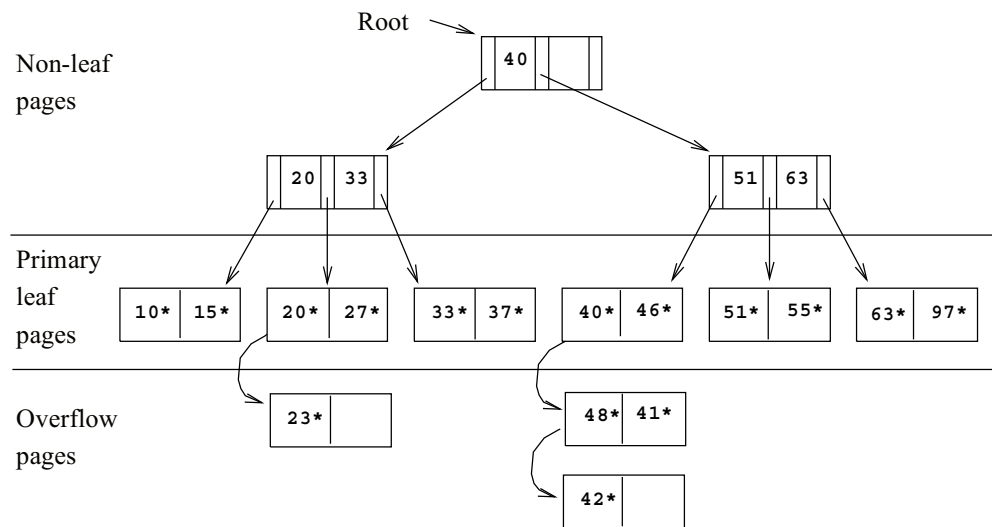 Root
Non-leaf
pages
40
20 33
51 63
Primary
leaf
pages
10* 15*
20* 27*
33* 37*
40* 46*
51* 55*
63* 97*
Overflow
pages
23*
48* 41*
42*